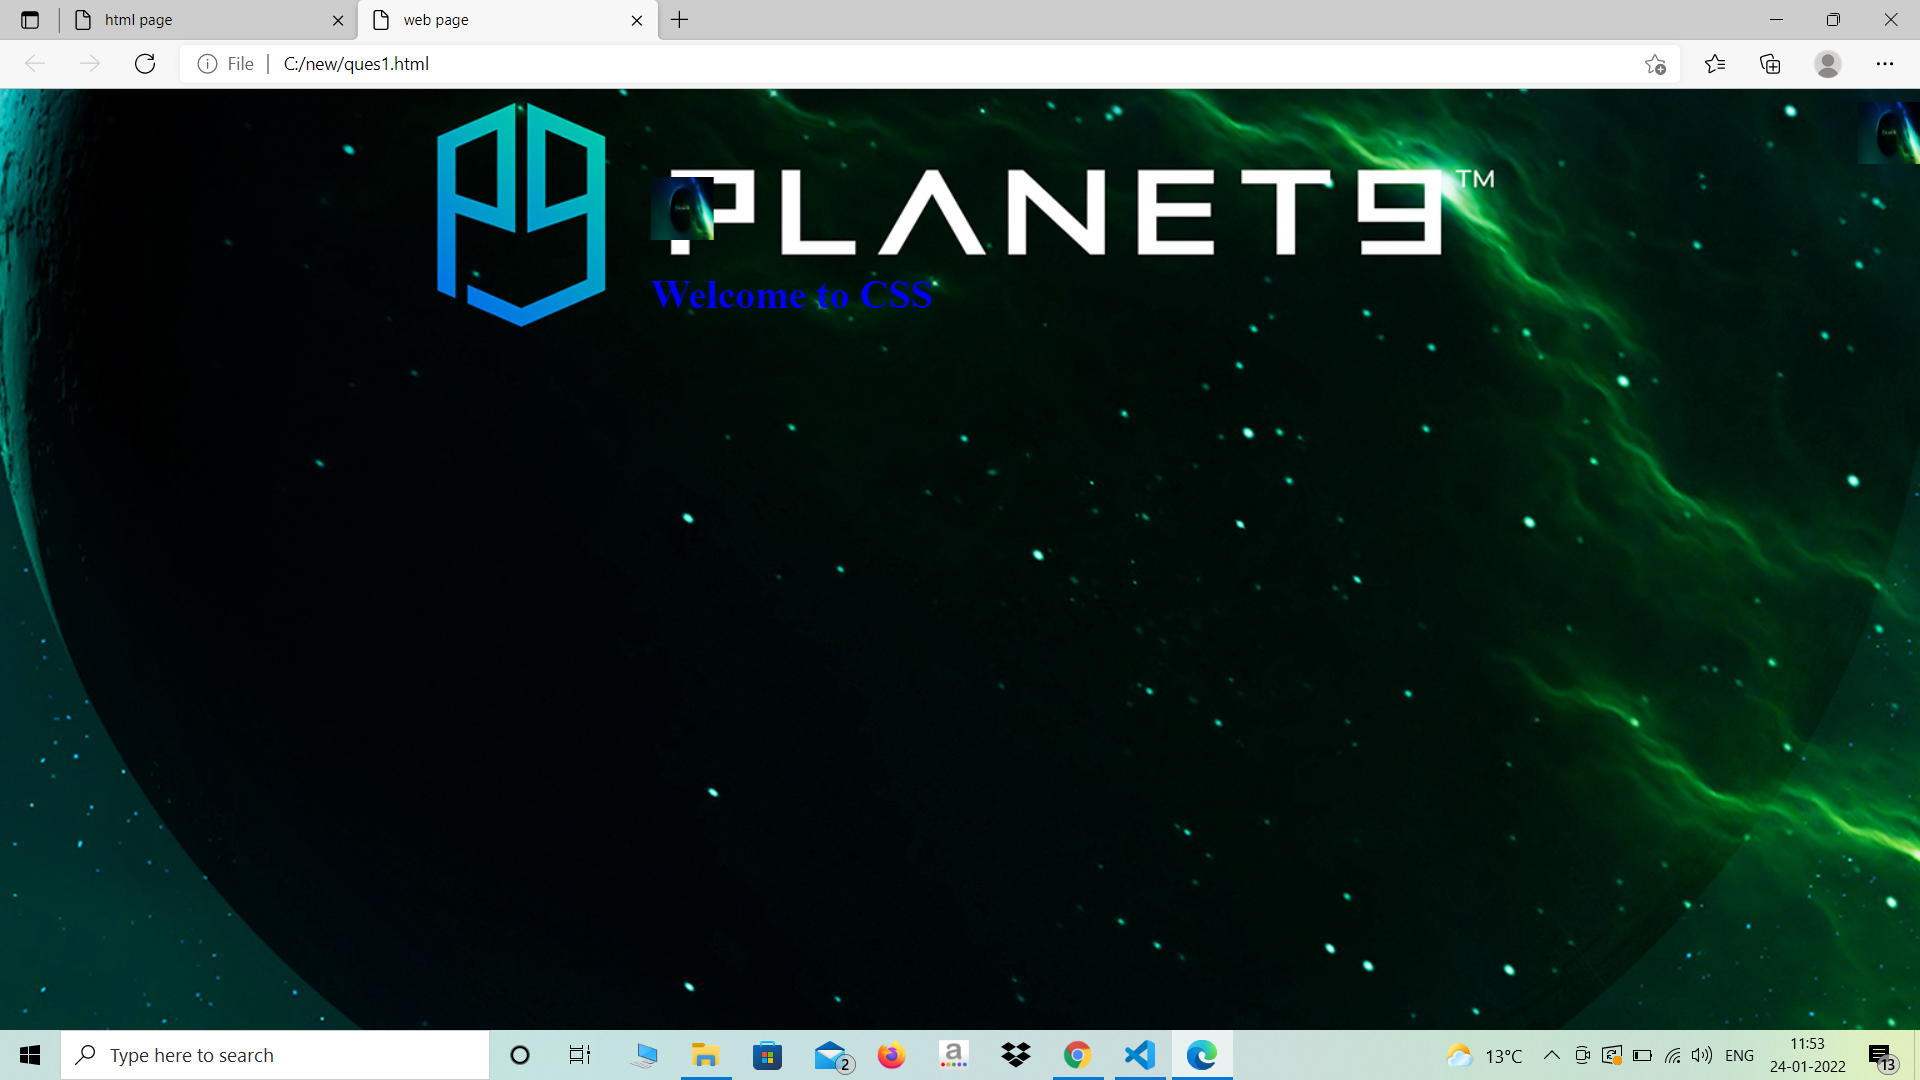 html page
web page
File
C:/new/ques1.html
PLANET9™
Welcome to CSS
Type here to search
2
a
13°C
ENG
11:53
24-01-2022
13